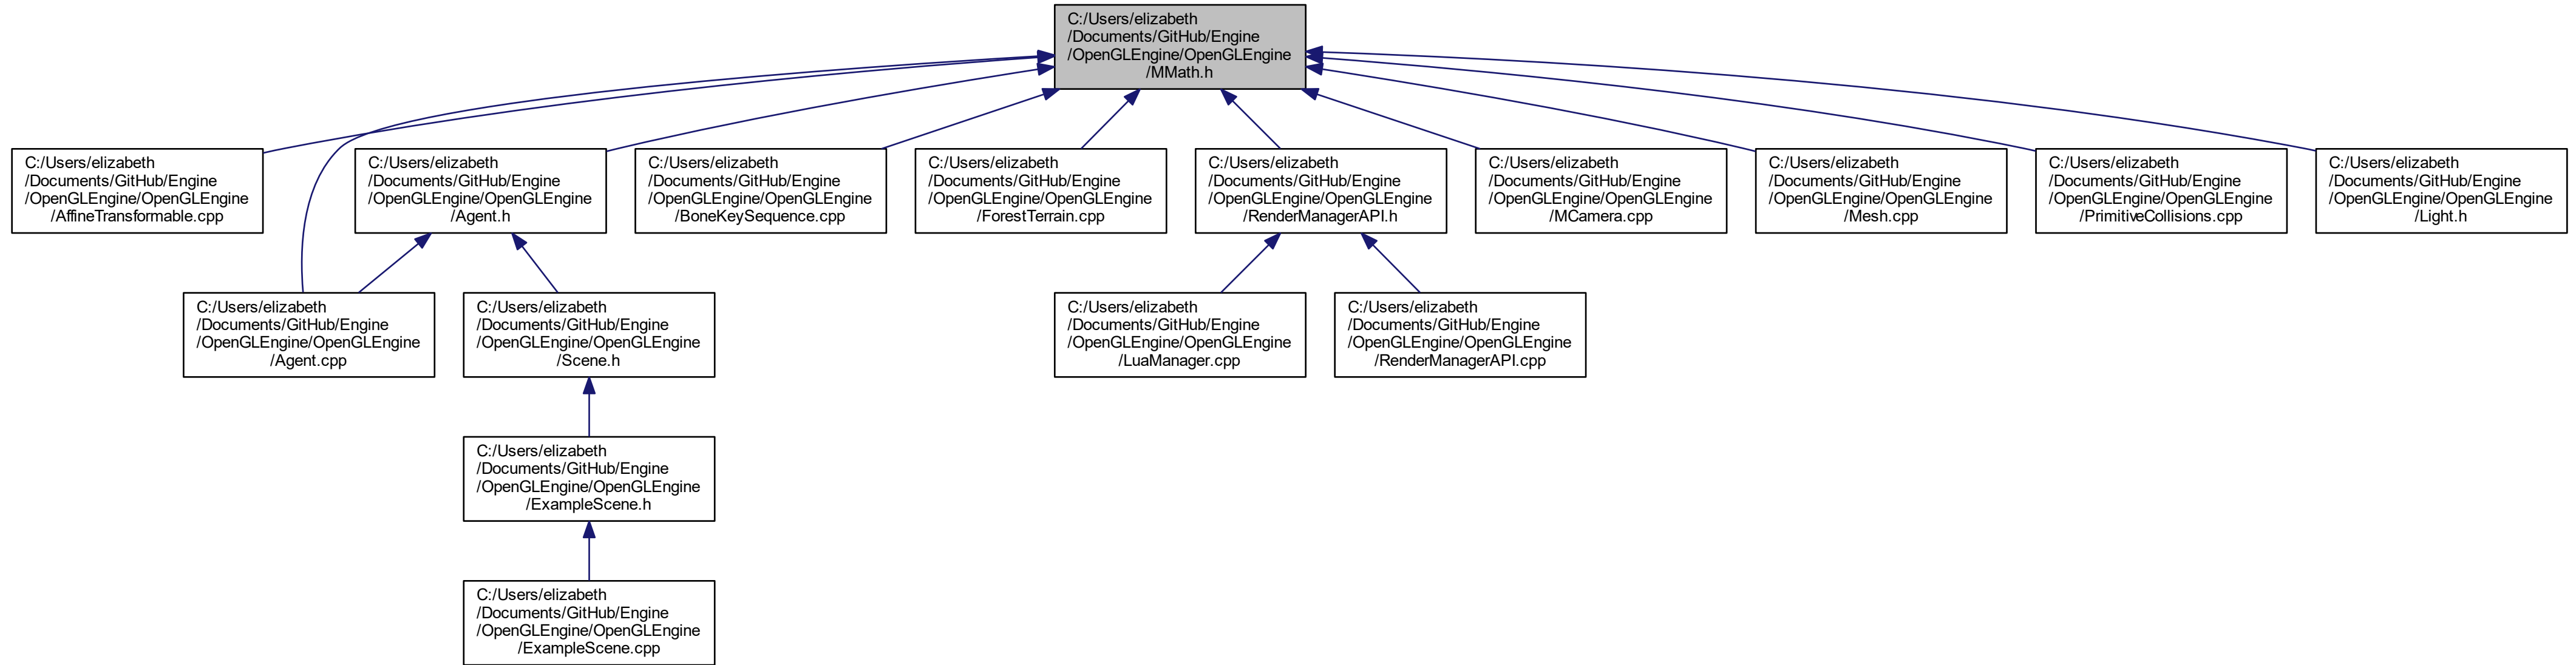 C:/Users/elizabeth
/Documents/GitHub/Engine
/OpenGLEngine/OpenGLEngine
/MMath.h
C:/Users/elizabeth
/Documents/GitHub/Engine
/OpenGLEngine/OpenGLEngine
/AffineTransformable.cpp
C:/Users/elizabeth
/Documents/GitHub/Engine
/OpenGLEngine/OpenGLEngine
/Agent.h
C:/Users/elizabeth
/Documents/GitHub/Engine
/OpenGLEngine/OpenGLEngine
/BoneKeySequence.cpp
C:/Users/elizabeth
/Documents/GitHub/Engine
/OpenGLEngine/OpenGLEngine
/ForestTerrain.cpp
C:/Users/elizabeth
/Documents/GitHub/Engine
/OpenGLEngine/OpenGLEngine
/RenderManagerAPI.h
C:/Users/elizabeth
/Documents/GitHub/Engine
/OpenGLEngine/OpenGLEngine
/MCamera.cpp
C:/Users/elizabeth
/Documents/GitHub/Engine
/OpenGLEngine/OpenGLEngine
/Mesh.cpp
C:/Users/elizabeth
/Documents/GitHub/Engine
/OpenGLEngine/OpenGLEngine
/PrimitiveCollisions.cpp
C:/Users/elizabeth
/Documents/GitHub/Engine
/OpenGLEngine/OpenGLEngine
/Light.h
C:/Users/elizabeth
/Documents/GitHub/Engine
/OpenGLEngine/OpenGLEngine
/Agent.cpp
C:/Users/elizabeth
/Documents/GitHub/Engine
/OpenGLEngine/OpenGLEngine
/Scene.h
C:/Users/elizabeth
/Documents/GitHub/Engine
/OpenGLEngine/OpenGLEngine
/LuaManager.cpp
C:/Users/elizabeth
/Documents/GitHub/Engine
/OpenGLEngine/OpenGLEngine
/RenderManagerAPI.cpp
C:/Users/elizabeth
/Documents/GitHub/Engine
/OpenGLEngine/OpenGLEngine
/ExampleScene.h
C:/Users/elizabeth
/Documents/GitHub/Engine
/OpenGLEngine/OpenGLEngine
/ExampleScene.cpp